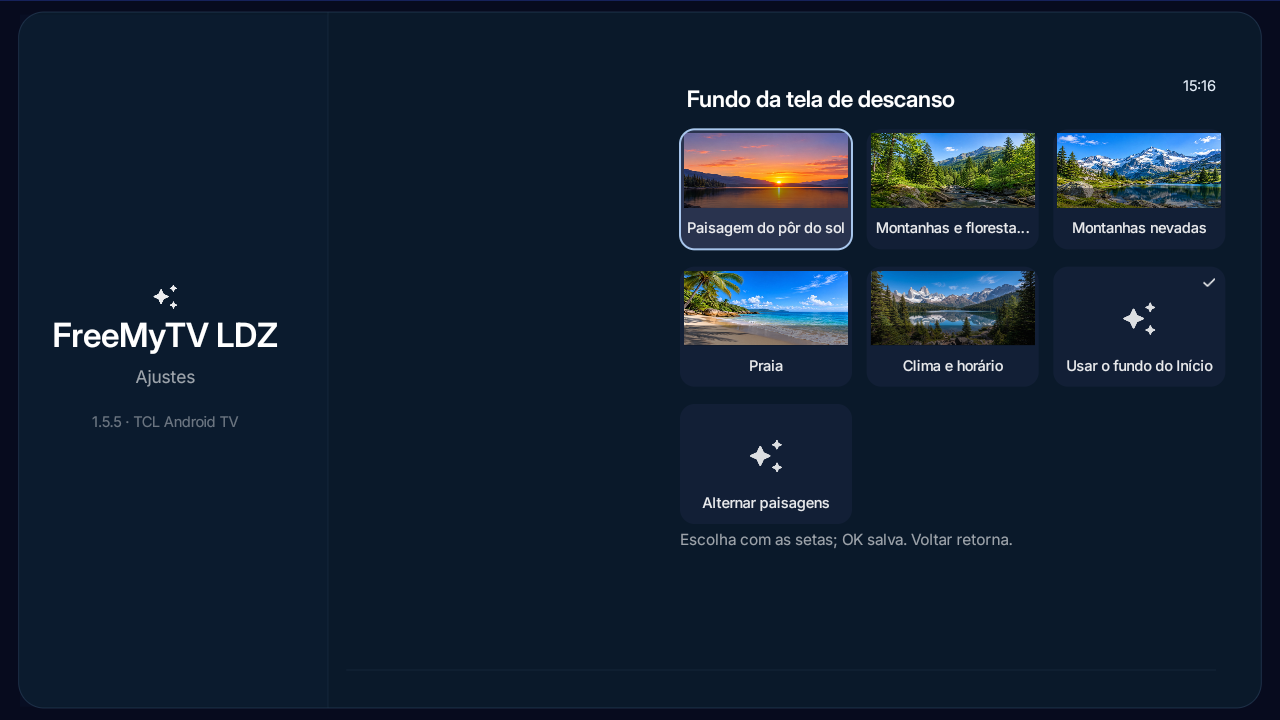 15:16
Fundo da tela de descanso
Paisagem do pôr do sol
Montanhas e floresta...
Montanhas nevadas
FreeMyTV LDZ
Ajustes
1.5.5 · TCL Android TV
Praia
Clima e horário
Usar o fundo do Início
Alternar paisagens
Escolha com as setas; OK salva. Voltar retorna.